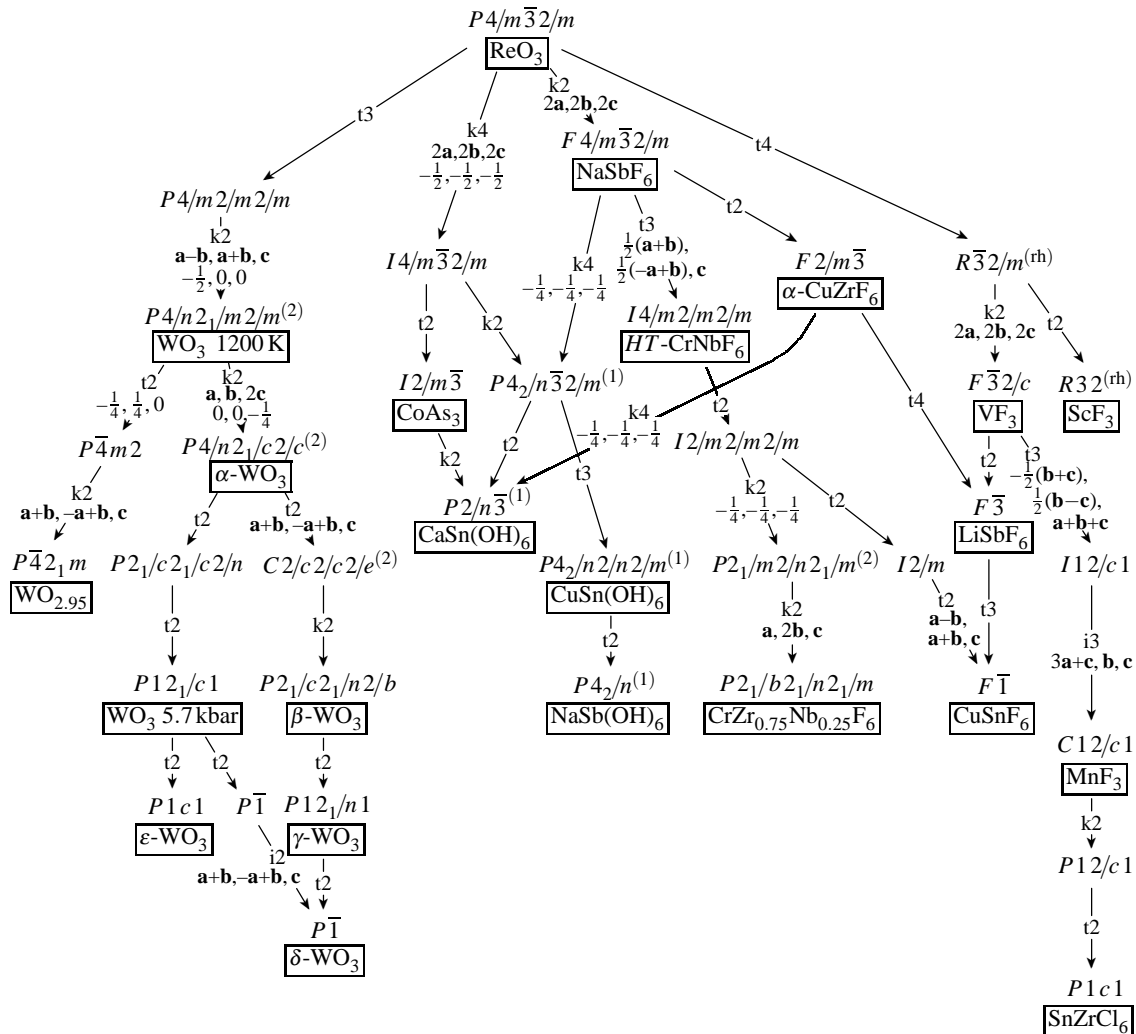 P4/m3̅2/m
ReO₃
k2
2a,2b,2c
t3
k4
2a,2b,2c
−½,−½,−½
F4/m3̅2/m
NaSbF₆
t4
P4/m2/m2/m
t3
½(a+b),
½(−a+b), c
t2
k2
a–b, a+b, c
−½, 0, 0
I4/m3̅2/m
k4
−¼,−¼,−¼
F2/m3̅
α-CuZrF₆
R3̅2/m⁽ʳʰ⁾
P4/n2₁/m2/m⁽²⁾
WO₃ 1200 K
t2
k2
I4/m2/m2/m
HT-CrNbF₆
k2
2a, 2b, 2c
t2
t2
−¼, ¼, 0
k2
a, b, 2c
0, 0,−¼
I2/m3̅
CoAs₃
P4₂/n3̅2/m⁽¹⁾
t2
F3̅2/c
VF₃
R32⁽ʳʰ⁾
ScF₃
P4̅m2
P4/n2₁/c2/c⁽²⁾
α-WO₃
k2
t2
k4
−¼,−¼,−¼
I2/m2/m2/m
t4
t2
t3
−½(b+c),
½(b−c),
a+b+c
k2
a+b, –a+b, c
t2
t2
a+b, –a+b, c
P2/n3̅⁽¹⁾
CaSn(OH)₆
t3
k2
−¼,−¼,−¼
t2
F3̅
LiSbF₆
P4̅2₁m
WO₂.₉₅
P2₁/c2₁/c2/n
C2/c2/c2/e⁽²⁾
P4₂/n2/n2/m⁽¹⁾
CuSn(OH)₆
P2₁/m2/n2₁/m⁽²⁾
I2/m
I12/c1
t2
k2
t2
k2
a, 2b, c
t2
a–b,
a+b, c
t3
i3
3a+c, b, c
P12₁/c1
WO₃ 5.7 kbar
P2₁/c2₁/n2/b
β-WO₃
P4₂/n⁽¹⁾
NaSb(OH)₆
P2₁/b2₁/n2₁/m
CrZr₀.₇₅Nb₀.₂₅F₆
F1̅
CuSnF₆
t2
t2
t2
C12/c1
MnF₃
P1c1
ε-WO₃
P1̅
P12₁/n1
γ-WO₃
k2
i2
a+b,–a+b, c
t2
P12/c1
P1̅
δ-WO₃
t2
P1c1
SnZrCl₆